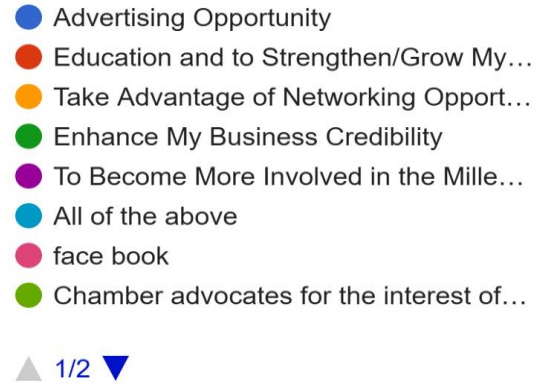 Advertising Opportunity
Education and to Strengthen/Grow My...
Take Advantage of Networking Opport...
Enhance My Business Credibility
To Become More Involved in the Mille...
All of the above
face book
Chamber advocates for the interest of...
1/2